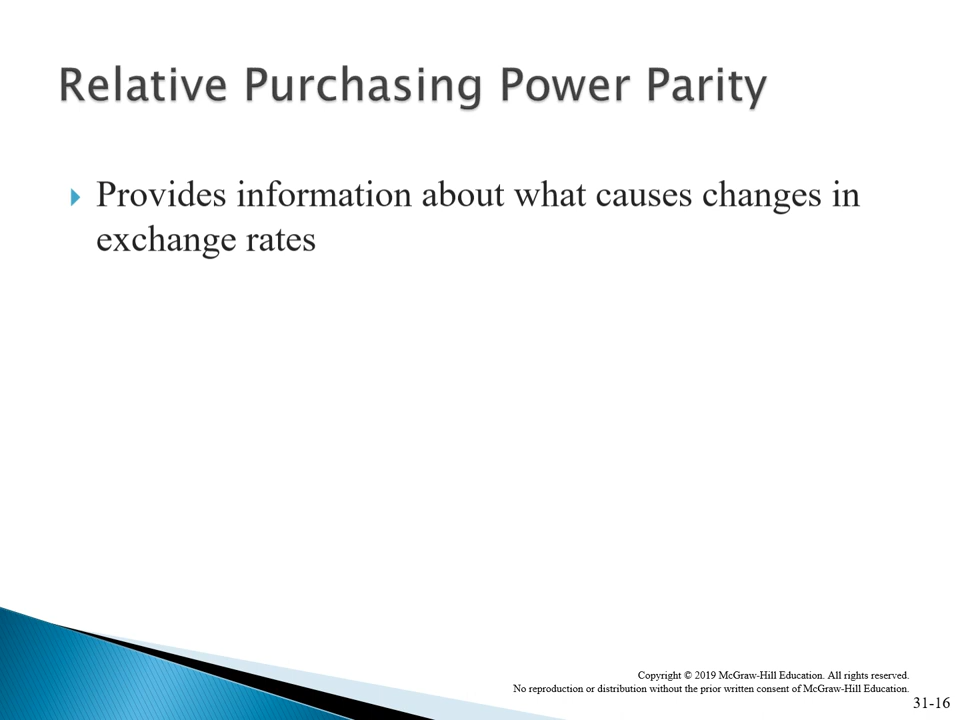 Relative Purchasing Power Parity
Provides information about what causes changes in
exchange rates
Copyright © 2019 McGraw-Hill Education. All rights reserved.
No reproduction or distribution without the prior written consent of McGraw-Hill Education.
31-16